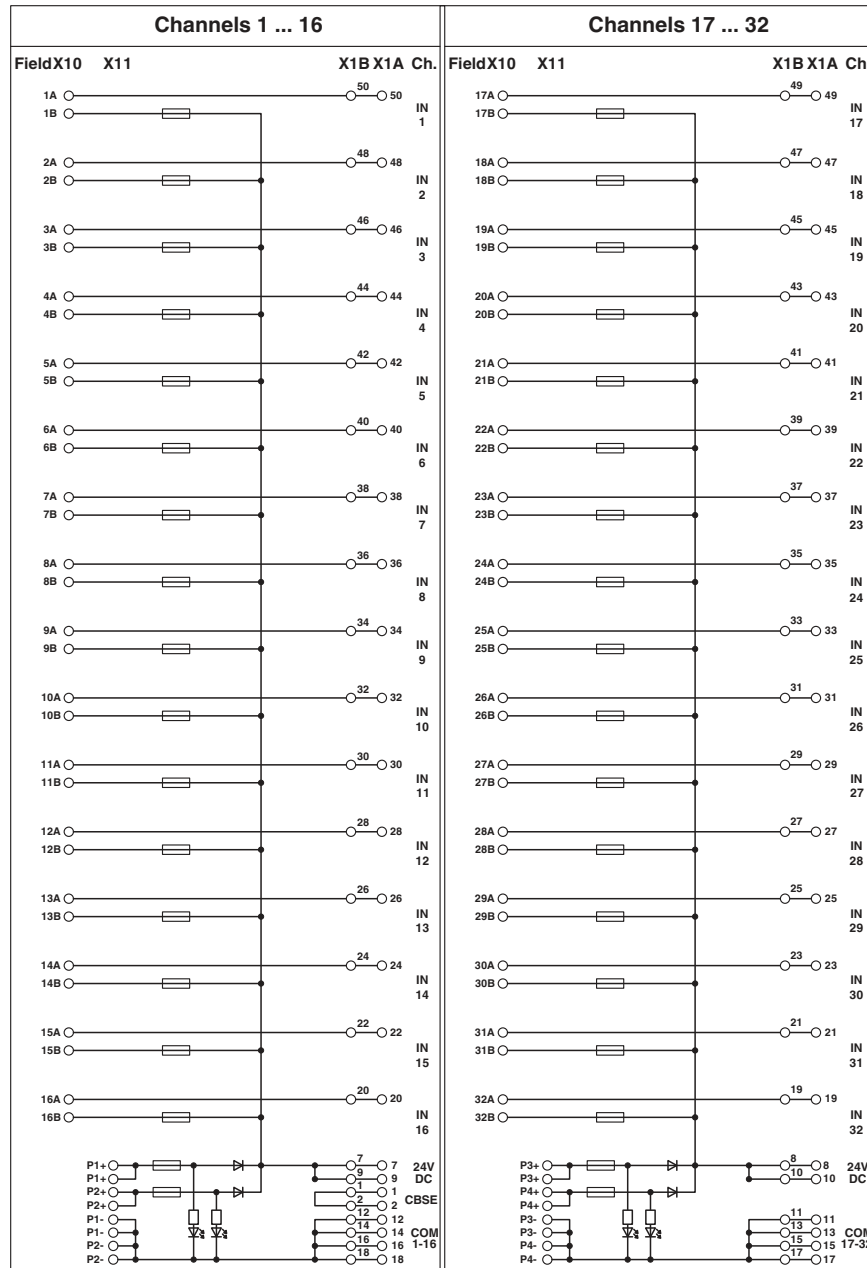 Channels 1 ... 16
Field X10 X11 X1B X1A Ch.
1A 50 50
1B IN 1
2A 48 48
2B IN 2
3A 46 46
3B IN 3
4A 44 44
4B IN 4
5A 42 42
5B IN 5
6A 40 40
6B IN 6
7A 38 38
7B IN 7
8A 36 36
8B IN 8
9A 34 34
9B IN 9
10A 32 32
10B IN 10
11A 30 30
11B IN 11
12A 28 28
12B IN 12
13A 26 26
13B IN 13
14A 24 24
14B IN 14
15A 22 22
15B IN 15
16A 20 20
16B IN 16
P1+ 7 7 24V
P1+ 9 9 DC
P2+ 1 1 CBSE
P2+ 2 2
P1- 12 12
P1- 14 14 COM
P2- 16 16 1-16
P2- 18 18
Channels 17 ... 32
Field X10 X11 X1B X1A Ch.
17A 49 49
17B IN 17
18A 47 47
18B IN 18
19A 45 45
19B IN 19
20A 43 43
20B IN 20
21A 41 41
21B IN 21
22A 39 39
22B IN 22
23A 37 37
23B IN 23
24A 35 35
24B IN 24
25A 33 33
25B IN 25
26A 31 31
26B IN 26
27A 29 29
27B IN 27
28A 27 27
28B IN 28
29A 25 25
29B IN 29
30A 23 23
30B IN 30
31A 21 21
31B IN 31
32A 19 19
32B IN 32
P3+ 8 8 24V
P3+ 10 10 DC
P4+
P4+
P3- 11 11
P3- 13 13 COM
P4- 15 15 17-32
P4- 17 17